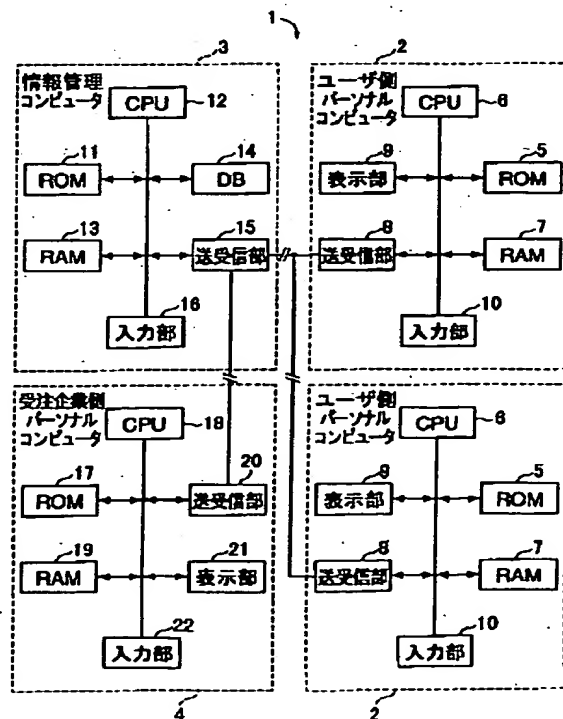 1
3
情報管理
コンピュータ
CPU
12
11
ROM
14
DB
13
RAM
15
送受信部
16
入力部
2
ユーザ側
パーソナル
コンピュータ
CPU
6
9
表示部
5
ROM
8
送受信部
7
RAM
10
入力部
受注企業側
パーソナル
コンピュータ
CPU
18
17
ROM
20
送受信部
19
RAM
21
表示部
22
入力部
4
ユーザ側
パーソナル
コンピュータ
CPU
6
9
表示部
5
ROM
8
送受信部
7
RAM
10
入力部
2